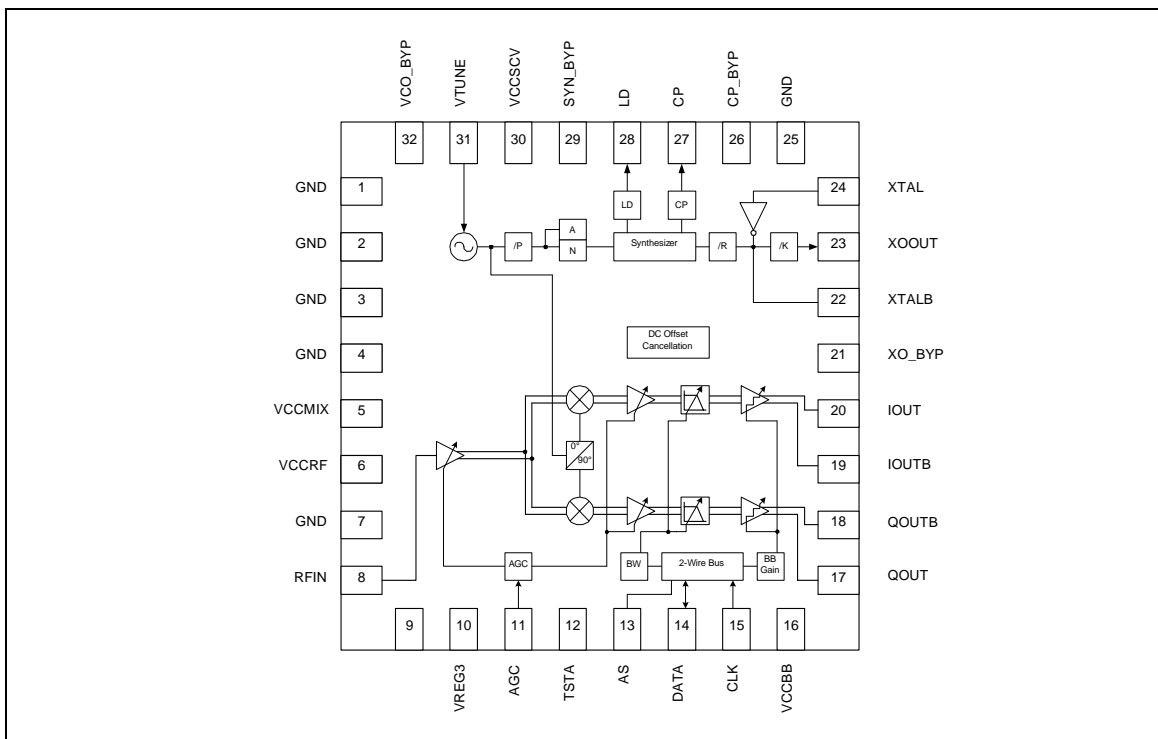 VCO_BYP
VTUNE
VCCSCV
SYN_BYP
LD
CP
CP_BYP
GND
32
31
30
29
28
27
26
25
GND
1
24
XTAL
LD
CP
GND
2
/P
A
N
Synthesizer
/R
/K
23
XOOUT
GND
3
22
XTALB
GND
4
DC Offset
Cancellation
21
XO_BYP
VCCMIX
5
20
IOUT
VCCRF
6
0°
90°
19
IOUTB
GND
7
18
QOUTB
RFIN
8
AGC
BW
2-Wire Bus
BB
Gain
17
QOUT
9
10
11
12
13
14
15
16
VREG3
AGC
TSTA
AS
DATA
CLK
VCCBB